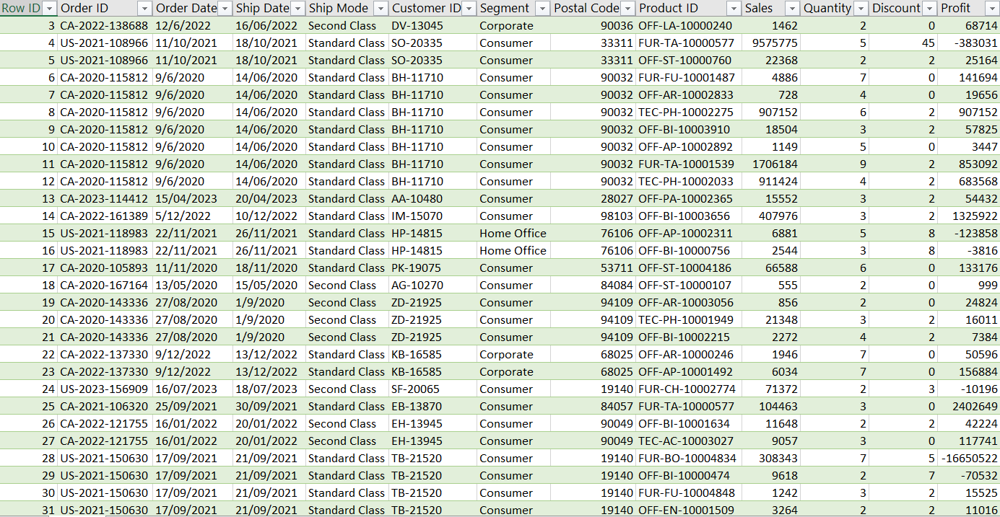 Row ID Order ID Order Date Ship Date Ship Mode Customer ID Segment Postal Code Product ID Sales Quantity Discount Profit
3 CA-2022-138688 12/6/2022 16/06/2022 Second Class DV-13045 Corporate 90036 OFF-LA-10000240 1462 2 0 68714
4 US-2021-108966 11/10/2021 18/10/2021 Standard Class SO-20335 Consumer 33311 FUR-TA-10000577 9575775 5 45 -383031
5 US-2021-108966 11/10/2021 18/10/2021 Standard Class SO-20335 Consumer 33311 OFF-ST-10000760 22368 2 2 25164
6 CA-2020-115812 9/6/2020 14/06/2020 Standard Class BH-11710 Consumer 90032 FUR-FU-10001487 4886 7 0 141694
7 CA-2020-115812 9/6/2020 14/06/2020 Standard Class BH-11710 Consumer 90032 OFF-AR-10002833 728 4 0 19656
8 CA-2020-115812 9/6/2020 14/06/2020 Standard Class BH-11710 Consumer 90032 TEC-PH-10002275 907152 6 2 907152
9 CA-2020-115812 9/6/2020 14/06/2020 Standard Class BH-11710 Consumer 90032 OFF-BI-10003910 18504 3 2 57825
10 CA-2020-115812 9/6/2020 14/06/2020 Standard Class BH-11710 Consumer 90032 OFF-AP-10002892 1149 5 0 3447
11 CA-2020-115812 9/6/2020 14/06/2020 Standard Class BH-11710 Consumer 90032 FUR-TA-10001539 1706184 9 2 853092
12 CA-2020-115812 9/6/2020 14/06/2020 Standard Class BH-11710 Consumer 90032 TEC-PH-10002033 911424 4 2 683568
13 CA-2023-114412 15/04/2023 20/04/2023 Standard Class AA-10480 Consumer 28027 OFF-PA-10002365 15552 3 2 54432
14 CA-2022-161389 5/12/2022 10/12/2022 Standard Class IM-15070 Consumer 98103 OFF-BI-10003656 407976 3 2 1325922
15 US-2021-118983 22/11/2021 26/11/2021 Standard Class HP-14815 Home Office 76106 OFF-AP-10002311 6881 5 8 -123858
16 US-2021-118983 22/11/2021 26/11/2021 Standard Class HP-14815 Home Office 76106 OFF-BI-10000756 2544 3 8 -3816
17 CA-2020-105893 11/11/2020 18/11/2020 Standard Class PK-19075 Consumer 53711 OFF-ST-10004186 66588 6 0 133176
18 CA-2020-167164 13/05/2020 15/05/2020 Second Class AG-10270 Consumer 84084 OFF-ST-10000107 555 2 0 999
19 CA-2020-143336 27/08/2020 1/9/2020 Second Class ZD-21925 Consumer 94109 OFF-AR-10003056 856 2 0 24824
20 CA-2020-143336 27/08/2020 1/9/2020 Second Class ZD-21925 Consumer 94109 TEC-PH-10001949 21348 3 2 16011
21 CA-2020-143336 27/08/2020 1/9/2020 Second Class ZD-21925 Consumer 94109 OFF-BI-10002215 2272 4 2 7384
22 CA-2022-137330 9/12/2022 13/12/2022 Standard Class KB-16585 Corporate 68025 OFF-AR-10000246 1946 7 0 50596
23 CA-2022-137330 9/12/2022 13/12/2022 Standard Class KB-16585 Corporate 68025 OFF-AP-10001492 6034 7 0 156884
24 US-2023-156909 16/07/2023 18/07/2023 Second Class SF-20065 Consumer 19140 FUR-CH-10002774 71372 2 3 -10196
25 CA-2021-106320 25/09/2021 30/09/2021 Standard Class EB-13870 Consumer 84057 FUR-TA-10000577 104463 3 0 2402649
26 CA-2022-121755 16/01/2022 20/01/2022 Second Class EH-13945 Consumer 90049 OFF-BI-10001634 11648 2 2 42224
27 CA-2022-121755 16/01/2022 20/01/2022 Second Class EH-13945 Consumer 90049 TEC-AC-10003027 9057 3 0 117741
28 US-2021-150630 17/09/2021 21/09/2021 Standard Class TB-21520 Consumer 19140 FUR-BO-10004834 308343 7 5 -16650522
29 US-2021-150630 17/09/2021 21/09/2021 Standard Class TB-21520 Consumer 19140 OFF-BI-10000474 9618 2 7 -70532
30 US-2021-150630 17/09/2021 21/09/2021 Standard Class TB-21520 Consumer 19140 FUR-FU-10004848 1242 3 2 15525
31 US-2021-150630 17/09/2021 21/09/2021 Standard Class TB-21520 Consumer 19140 OFF-EN-10001509 3264 2 2 11016